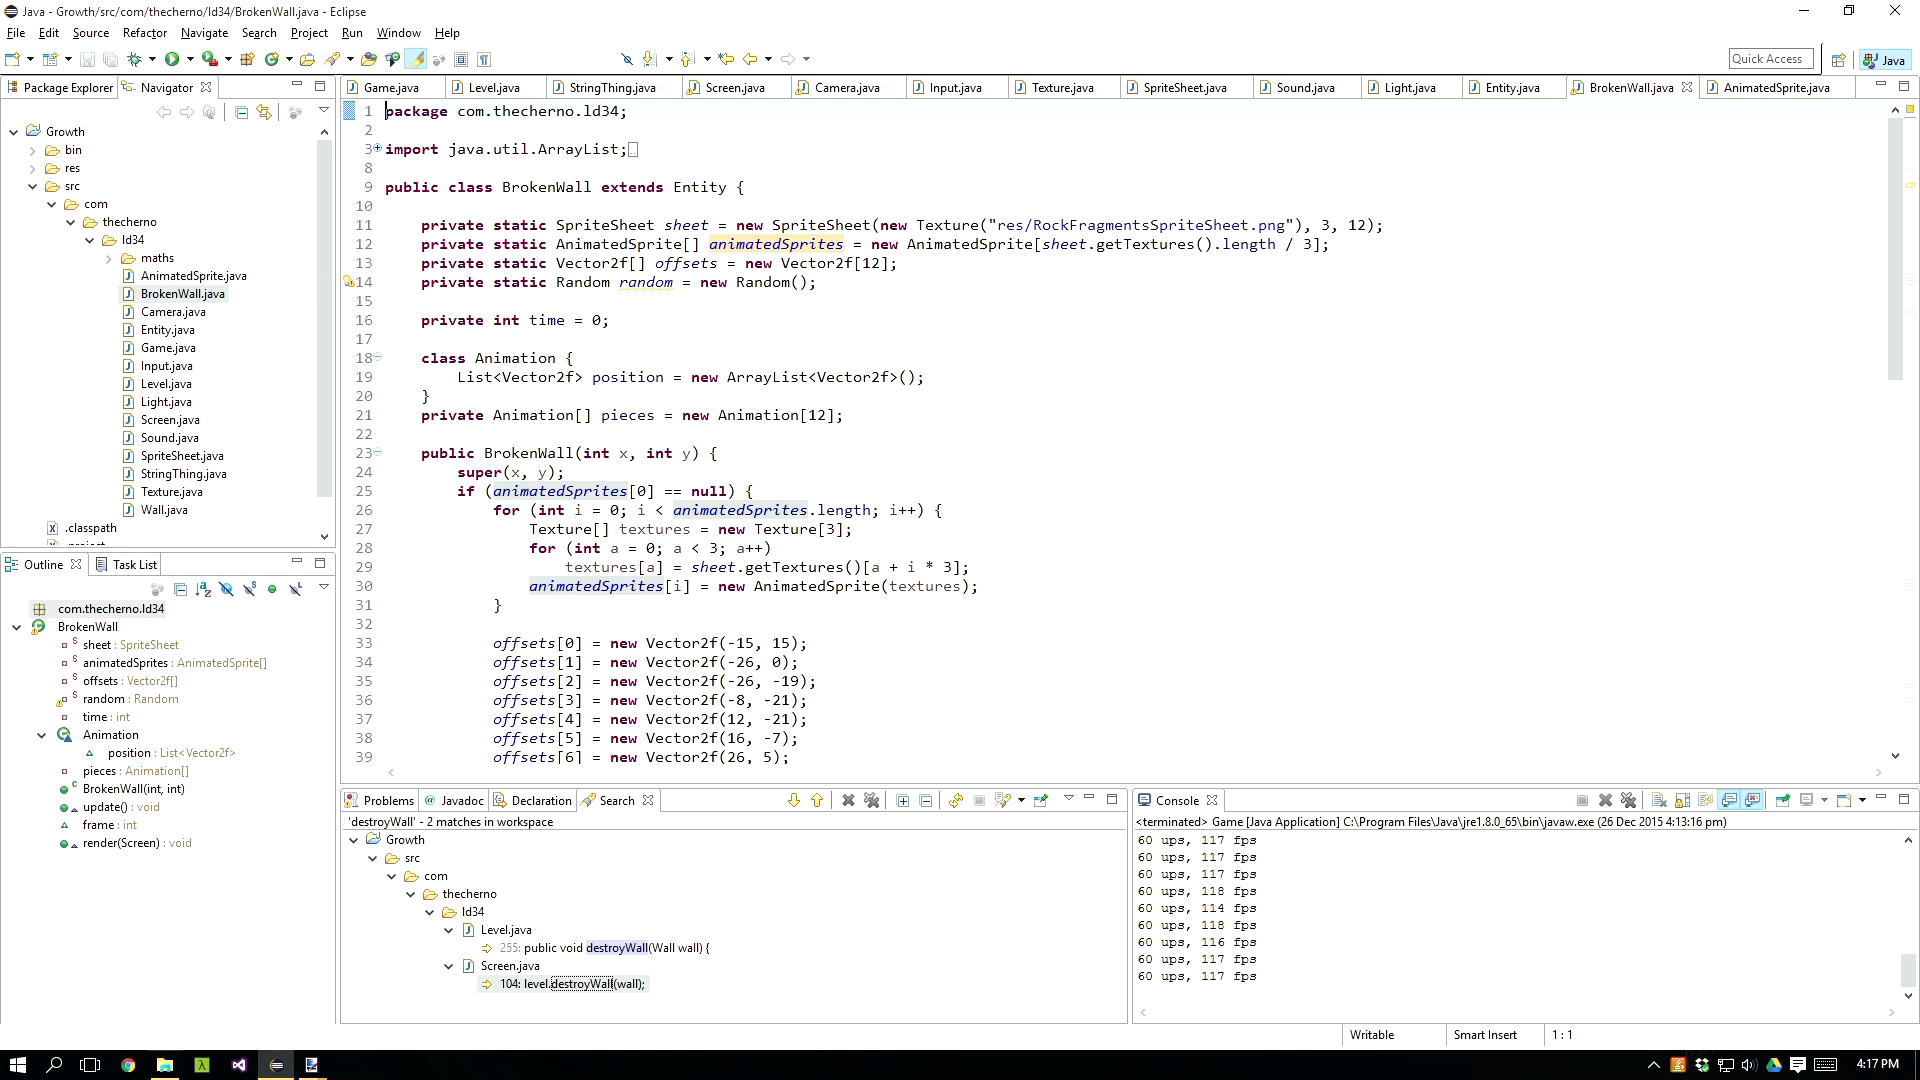 Java - Growth/src/com/thecherno/ld34/BrokenWall.java - Eclipse
File Edit Source Refactor Navigate Search Project Run Window Help
Quick Access
Java
Package Explorer
Navigator
Growth
bin
res
src
com
thecherno
ld34
maths
AnimatedSprite.java
BrokenWall.java
Camera.java
Entity.java
Game.java
Input.java
Level.java
Light.java
Screen.java
Sound.java
SpriteSheet.java
StringThing.java
Texture.java
Wall.java
.classpath
.project
Outline
Task List
com.thecherno.ld34
BrokenWall
sheet : SpriteSheet
animatedSprites : AnimatedSprite[]
offsets : Vector2f[]
random : Random
time : int
Animation
position : List<Vector2f>
pieces : Animation[]
BrokenWall(int, int)
update() : void
frame : int
render(Screen) : void
Game.java Level.java StringThing.java Screen.java Camera.java Input.java Texture.java SpriteSheet.java Sound.java Light.java Entity.java BrokenWall.java AnimatedSprite.java
1 package com.thecherno.ld34;
2
3 import java.util.ArrayList;
8
9 public class BrokenWall extends Entity {
10
11 private static SpriteSheet sheet = new SpriteSheet(new Texture("res/RockFragmentsSpriteSheet.png"), 3, 12);
12 private static AnimatedSprite[] animatedSprites = new AnimatedSprite[sheet.getTextures().length / 3];
13 private static Vector2f[] offsets = new Vector2f[12];
14 private static Random random = new Random();
15
16 private int time = 0;
17
18 class Animation {
19 List<Vector2f> position = new ArrayList<Vector2f>();
20 }
21 private Animation[] pieces = new Animation[12];
22
23 public BrokenWall(int x, int y) {
24 super(x, y);
25 if (animatedSprites[0] == null) {
26 for (int i = 0; i < animatedSprites.length; i++) {
27 Texture[] textures = new Texture[3];
28 for (int a = 0; a < 3; a++)
29 textures[a] = sheet.getTextures()[a + i * 3];
30 animatedSprites[i] = new AnimatedSprite(textures);
31 }
32
33 offsets[0] = new Vector2f(-15, 15);
34 offsets[1] = new Vector2f(-26, 0);
35 offsets[2] = new Vector2f(-26, -19);
36 offsets[3] = new Vector2f(-8, -21);
37 offsets[4] = new Vector2f(12, -21);
38 offsets[5] = new Vector2f(16, -7);
39 offsets[6] = new Vector2f(26, 5);
Problems Javadoc Declaration Search
'destroyWall' - 2 matches in workspace
Growth
src
com
thecherno
ld34
Level.java
255: public void destroyWall(Wall wall) {
Screen.java
104: level.destroyWall(wall);
Console
<terminated> Game [Java Application] C:\Program Files\Java\jre1.8.0_65\bin\javaw.exe (26 Dec 2015 4:13:16 pm)
60 ups, 117 fps
60 ups, 117 fps
60 ups, 117 fps
60 ups, 118 fps
60 ups, 114 fps
60 ups, 118 fps
60 ups, 116 fps
60 ups, 117 fps
60 ups, 117 fps
Writable Smart Insert 1 : 1
4:17 PM